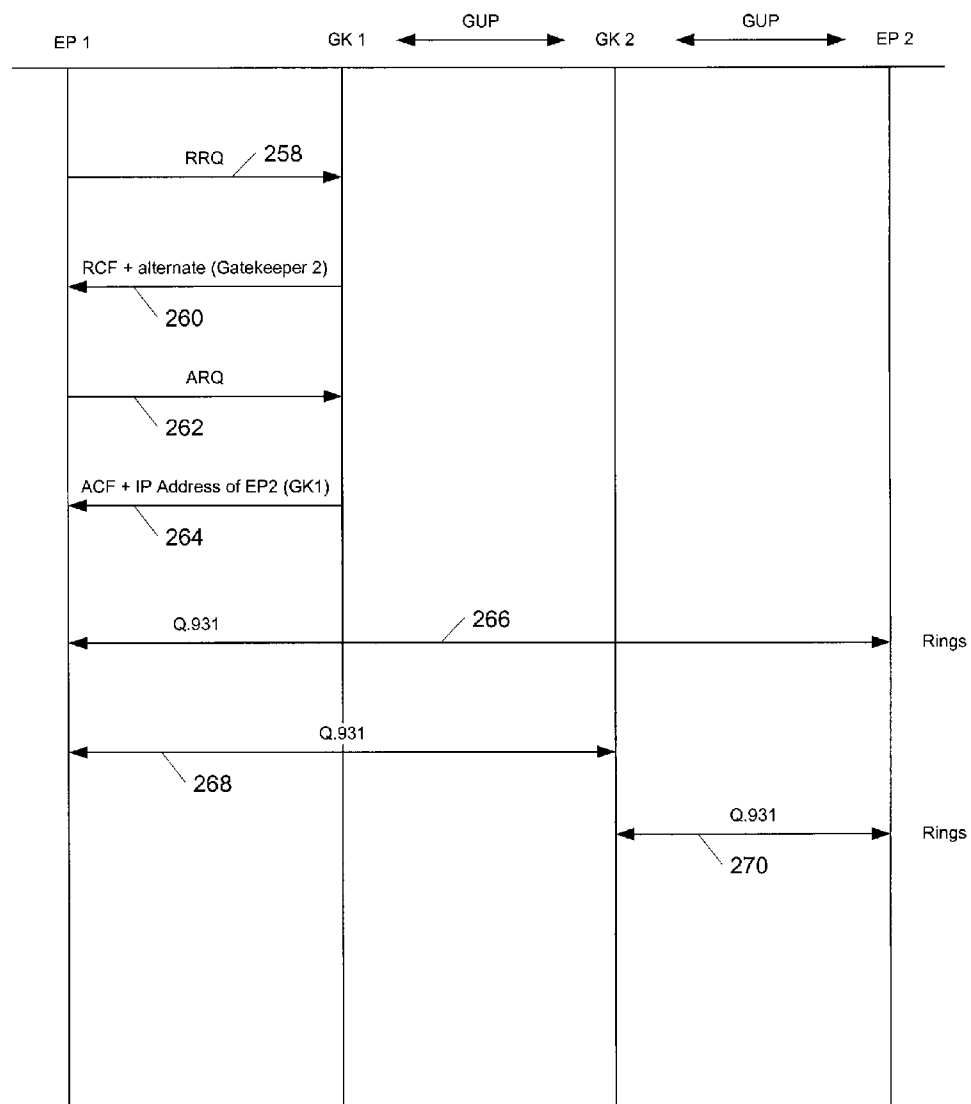 EP 1
GK 1
GUP
GK 2
GUP
EP 2
RRQ
258
RCF + alternate (Gatekeeper 2)
260
ARQ
262
ACF + IP Address of EP2 (GK1)
264
Q.931
266
Rings
Q.931
268
Q.931
Rings
270